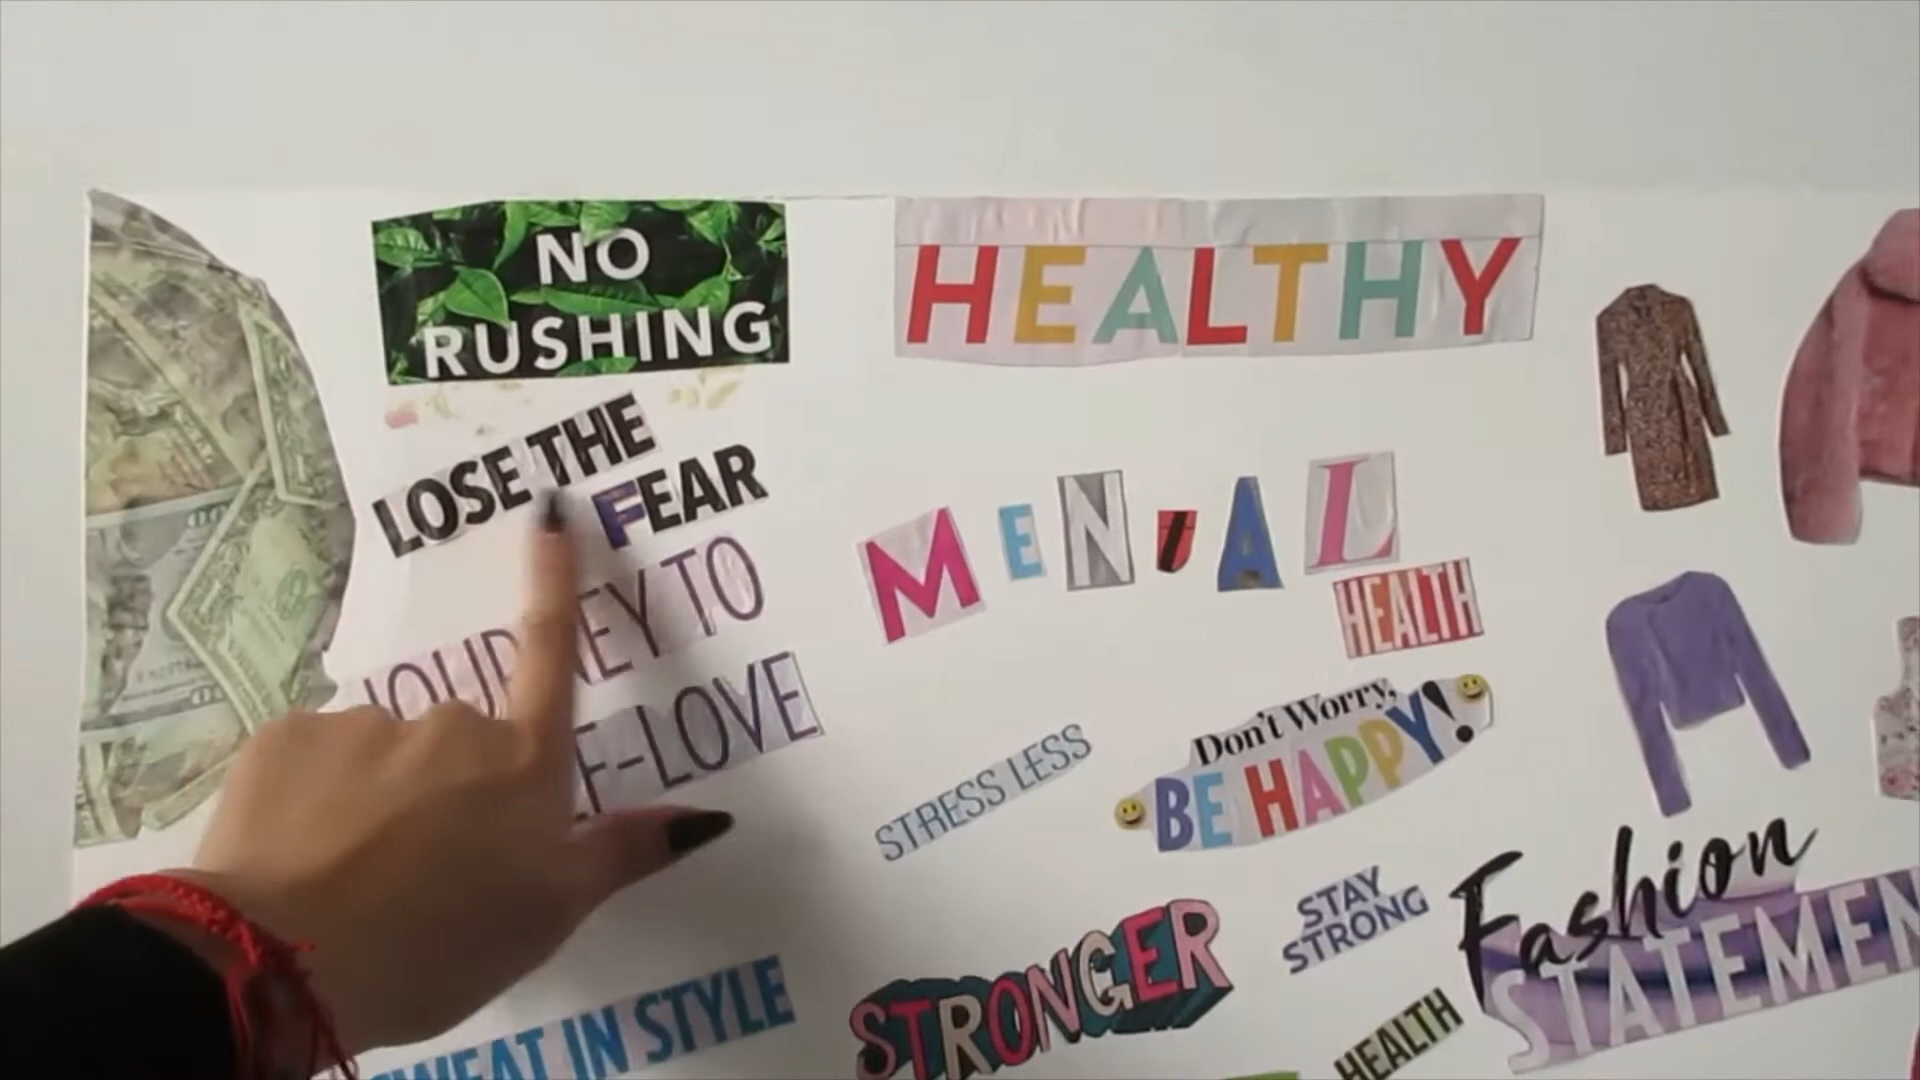 NO
RUSHING
LOSE THE
FEAR
JOURNEY TO
LOVE
SWEAT IN STYLE
HEALTHY
MENTAL
HEALTH
STRESS LESS
Don't Worry,
BE HAPPY!
STAY
STRONG
STRONGER
HEALTH
Fashion
STATEMEN